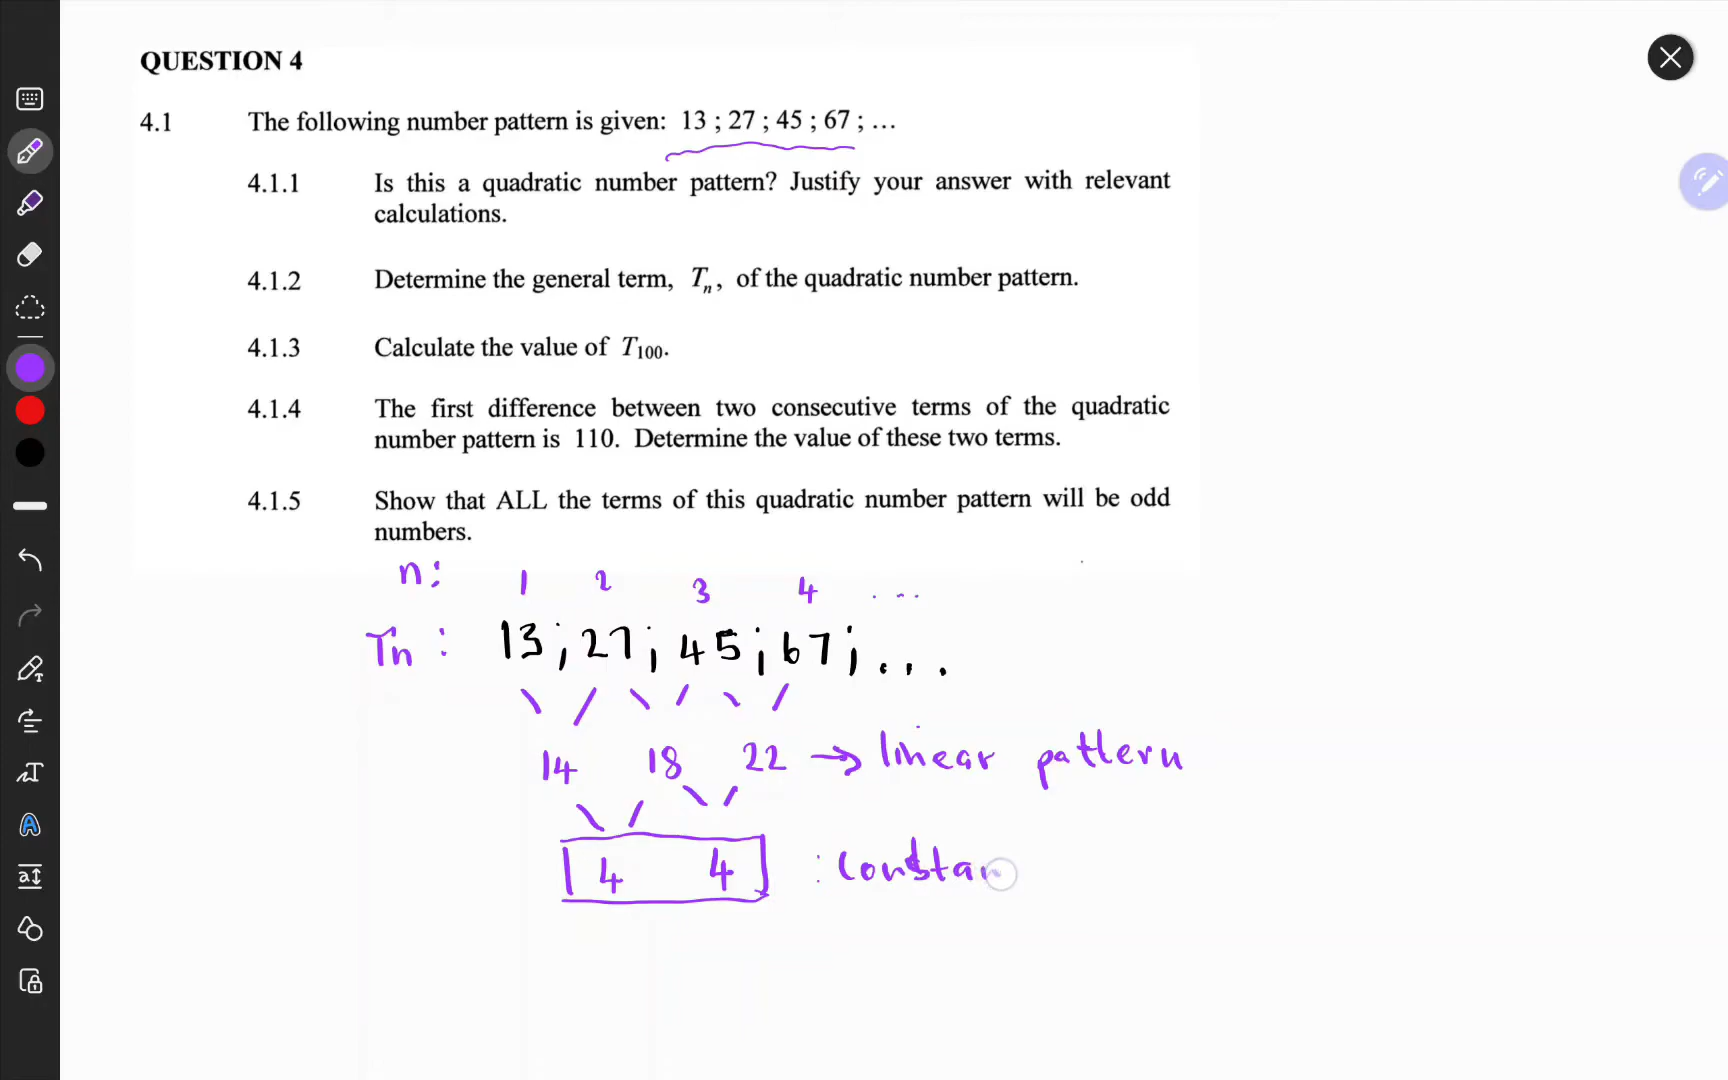 QUESTION 4
4.1 The following number pattern is given: 13 ; 27 ; 45 ; 67 ; ...
4.1.1 Is this a quadratic number pattern? Justify your answer with relevant
calculations.
4.1.2 Determine the general term, Tn, of the quadratic number pattern.
4.1.3 Calculate the value of T100.
4.1.4 The first difference between two consecutive terms of the quadratic
number pattern is 110. Determine the value of these two terms.
4.1.5 Show that ALL the terms of this quadratic number pattern will be odd
numbers.
n: 1 2 3 4 ...
Tn : 13 ; 27 ; 45 ; 67 ; ...
14 18 22 → linear pattern
4 4 : constan